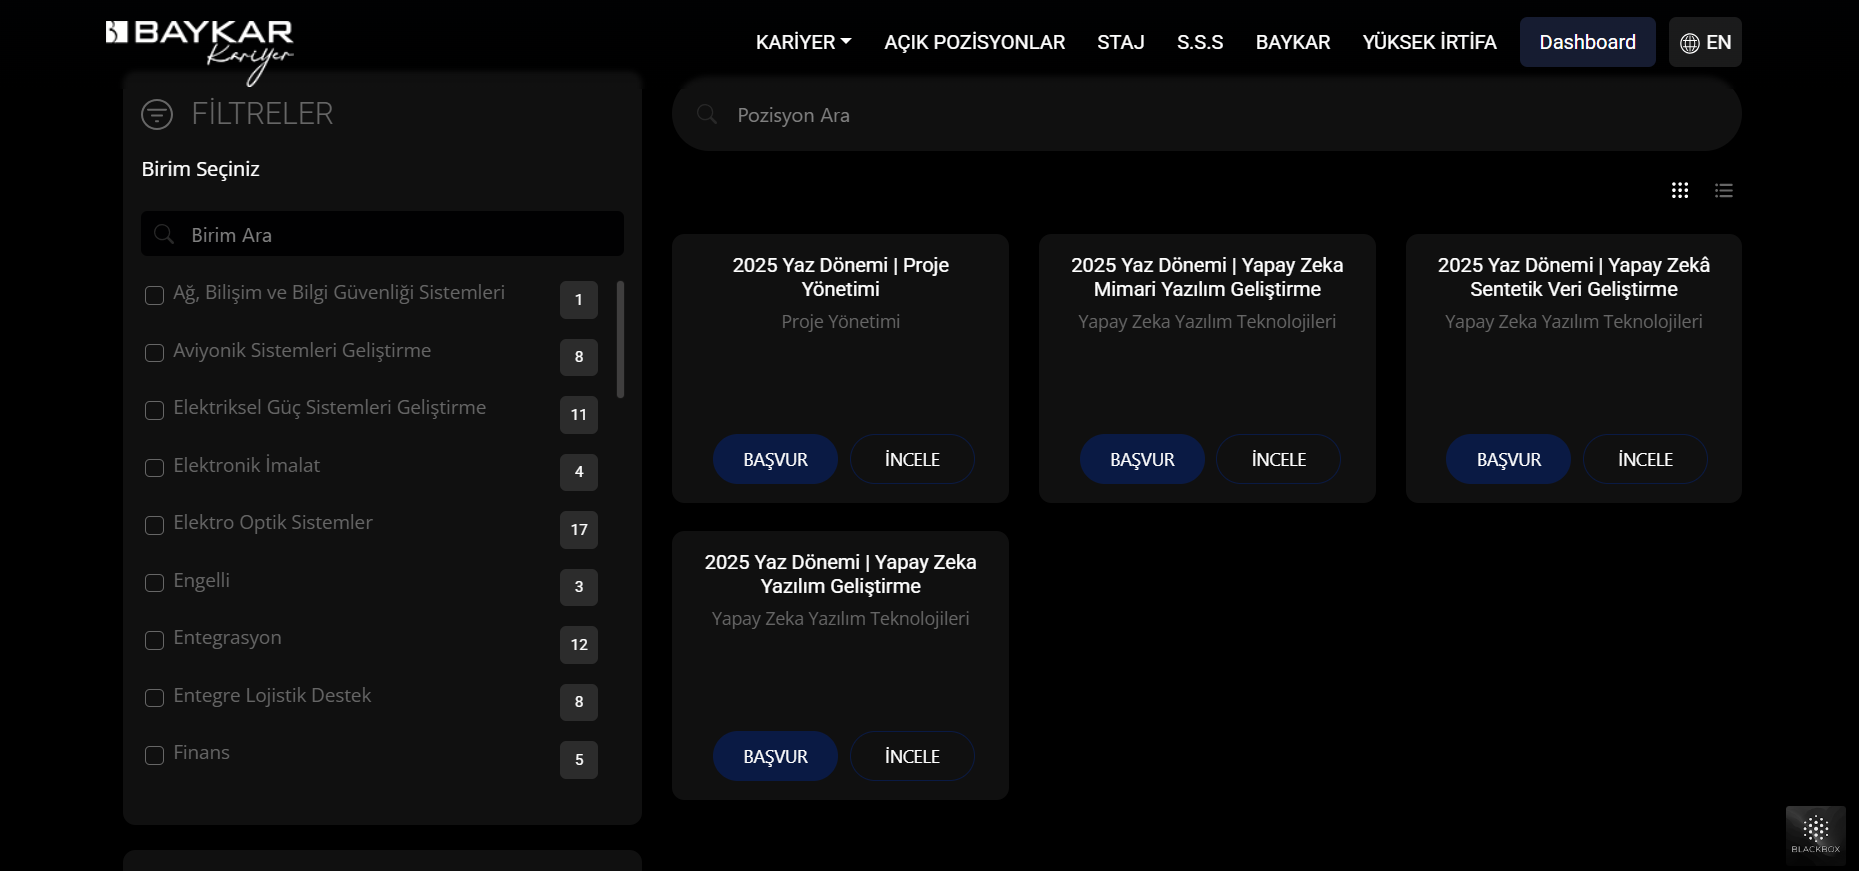 BAYKAR
Kariyer
KARİYER
AÇIK POZİSYONLAR
STAJ
S.S.S
BAYKAR
YÜKSEK İRTİFA
Dashboard
EN
FİLTRELER
Birim Seçiniz
Birim Ara
Ağ, Bilişim ve Bilgi Güvenliği Sistemleri
1
Aviyonik Sistemleri Geliştirme
8
Elektriksel Güç Sistemleri Geliştirme
11
Elektronik İmalat
4
Elektro Optik Sistemler
17
Engelli
3
Entegrasyon
12
Entegre Lojistik Destek
8
Finans
5
Pozisyon Ara
2025 Yaz Dönemi | Proje
Yönetimi
Proje Yönetimi
BAŞVUR
İNCELE
2025 Yaz Dönemi | Yapay Zeka
Mimari Yazılım Geliştirme
Yapay Zeka Yazılım Teknolojileri
BAŞVUR
İNCELE
2025 Yaz Dönemi | Yapay Zekâ
Sentetik Veri Geliştirme
Yapay Zeka Yazılım Teknolojileri
BAŞVUR
İNCELE
2025 Yaz Dönemi | Yapay Zeka
Yazılım Geliştirme
Yapay Zeka Yazılım Teknolojileri
BAŞVUR
İNCELE
BLACKBOX